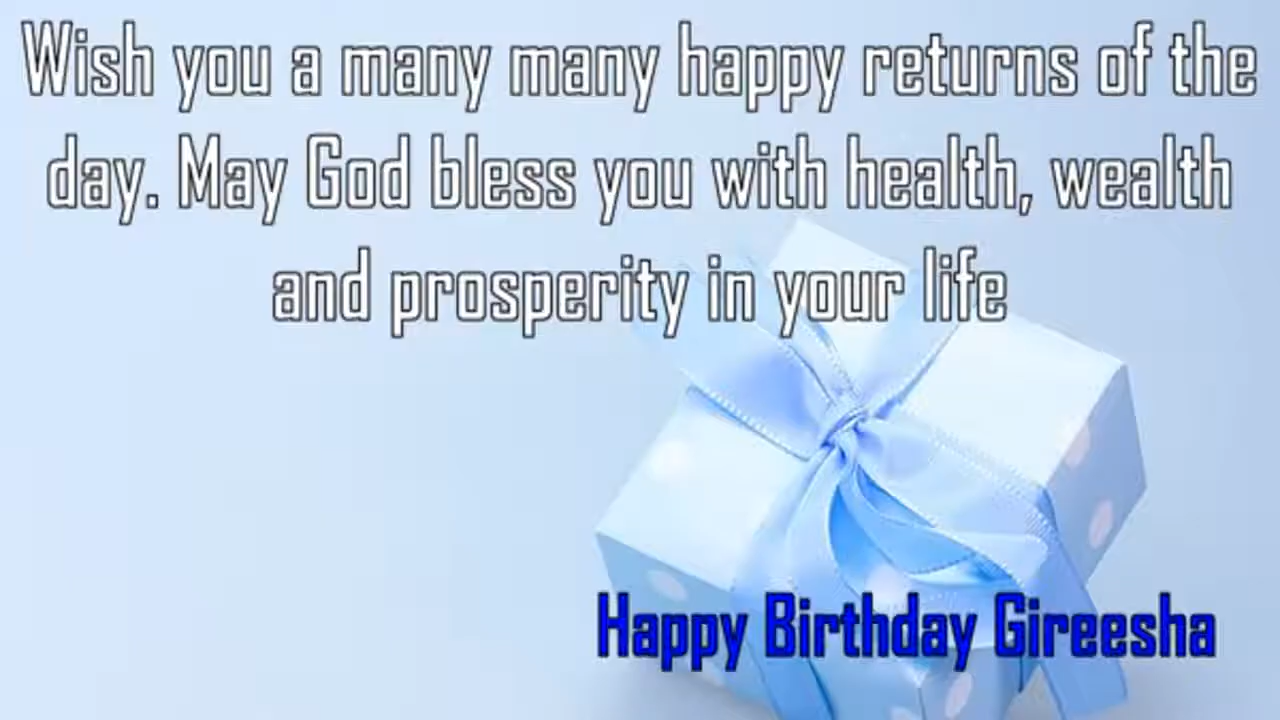 Wish you a many many happy returns of the
day. May God bless you with health, wealth
and prosperity in your life
Happy Birthday Gireesha